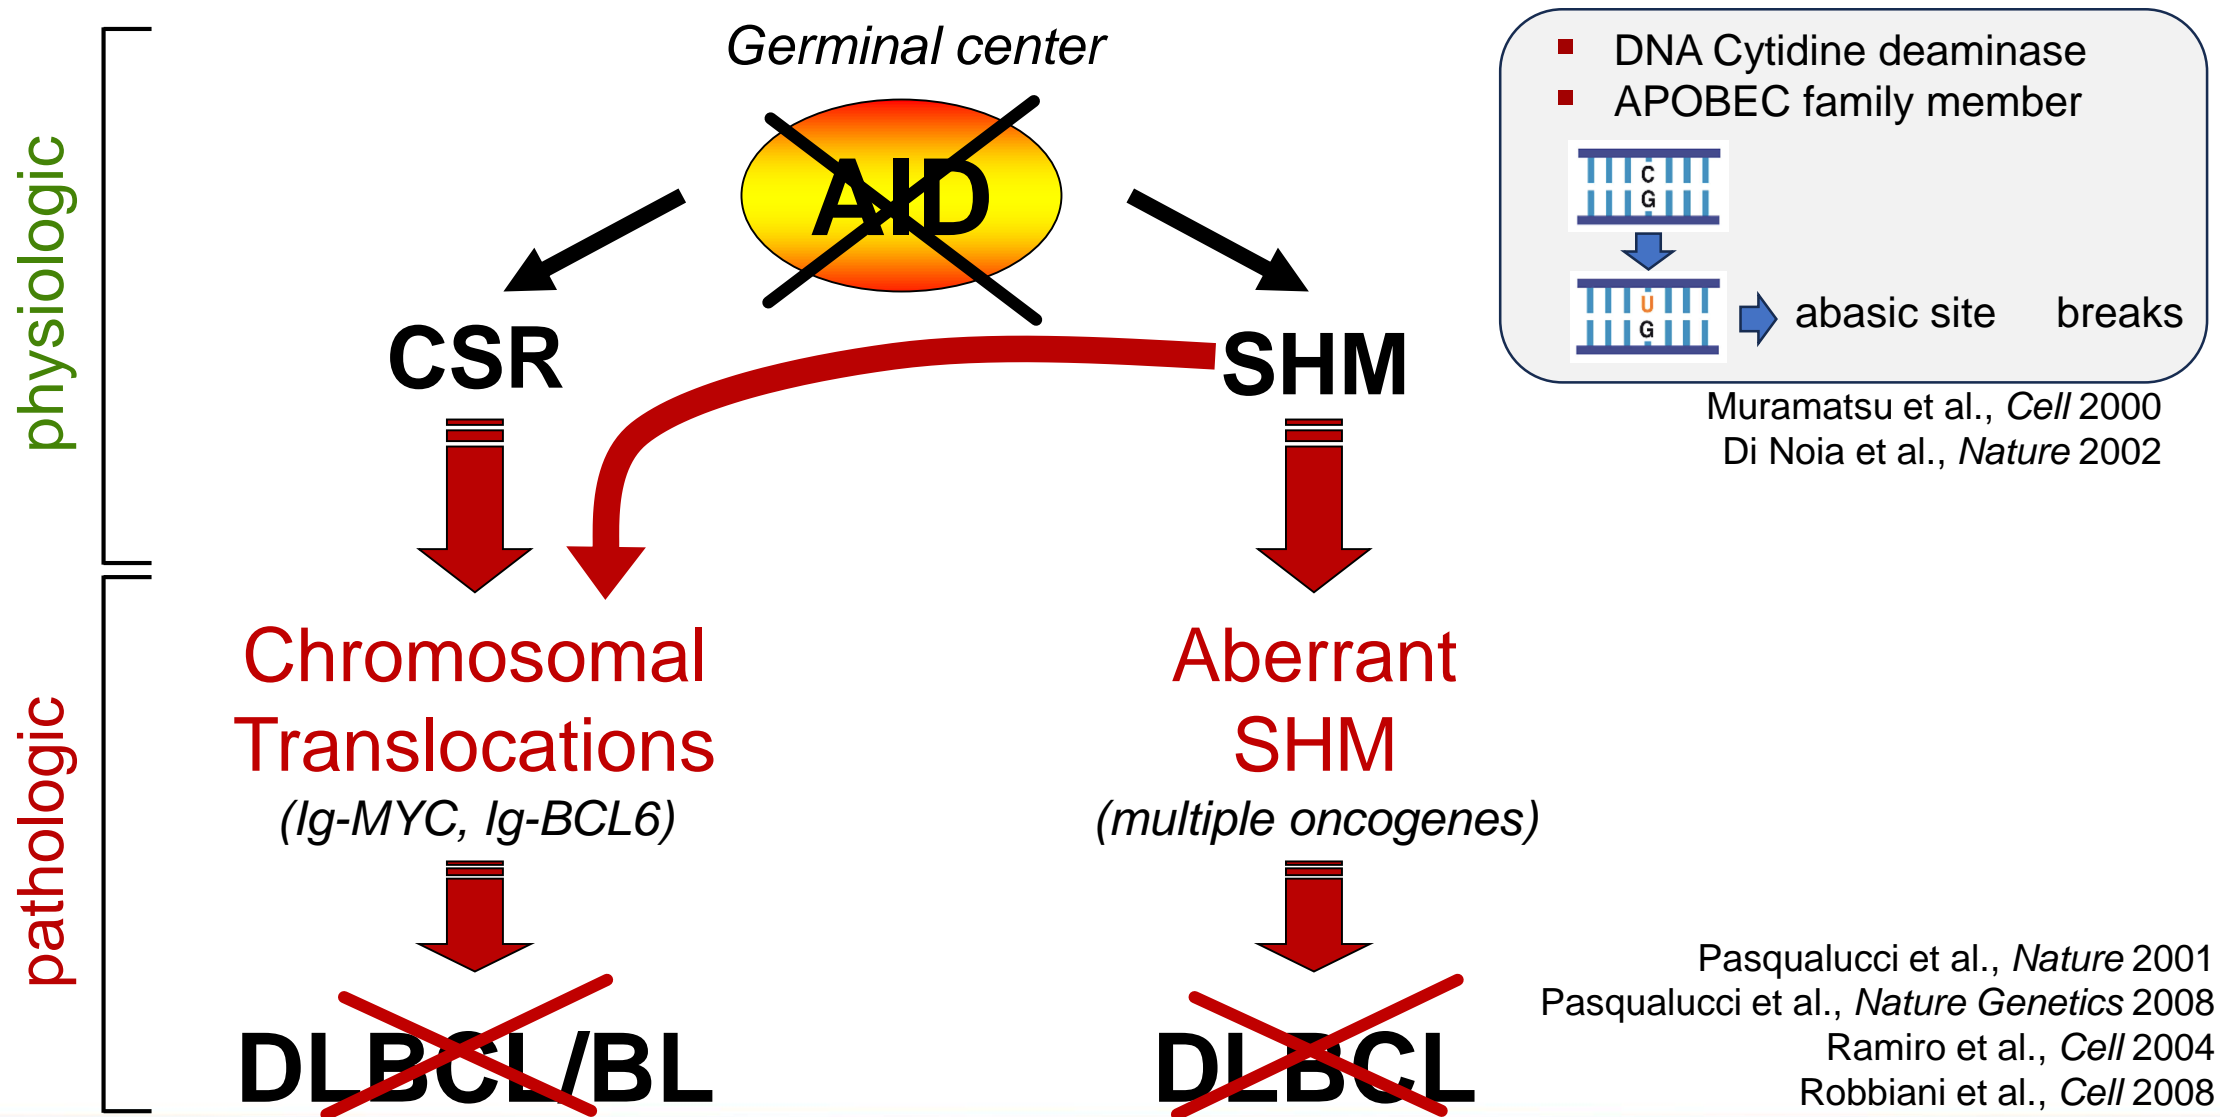 Germinal center
AID
CSR
SHM
physiologic
Chromosomal
Translocations
(Ig-MYC, Ig-BCL6)
Aberrant
SHM
(multiple oncogenes)
pathologic
DLBCL/BL
DLBCL
DNA Cytidine deaminase
APOBEC family member
C
G
U
G
abasic site breaks
Muramatsu et al., Cell 2000
Di Noia et al., Nature 2002
Pasqualucci et al., Nature 2001
Pasqualucci et al., Nature Genetics 2008
Ramiro et al., Cell 2004
Robbiani et al., Cell 2008